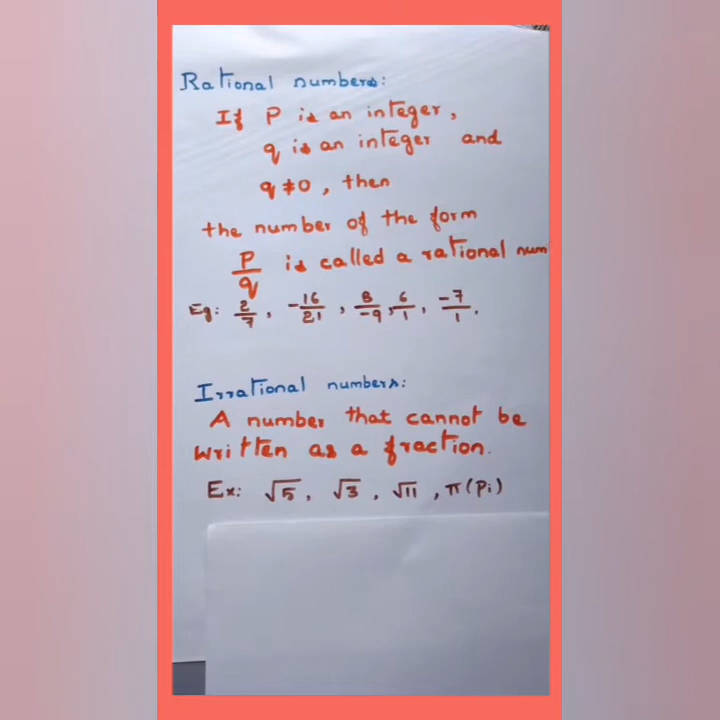 Rational numbers:
If P is an integer,
q is an integer and
q ≠ 0, then
the number of the form
P/q is called a rational num
Eg: 2/7, -16/21, 8/-9, 6/1, -7/1.
Irrational numbers:
A number that cannot be
written as a fraction.
Ex: √5, √3, √11, π(Pi)